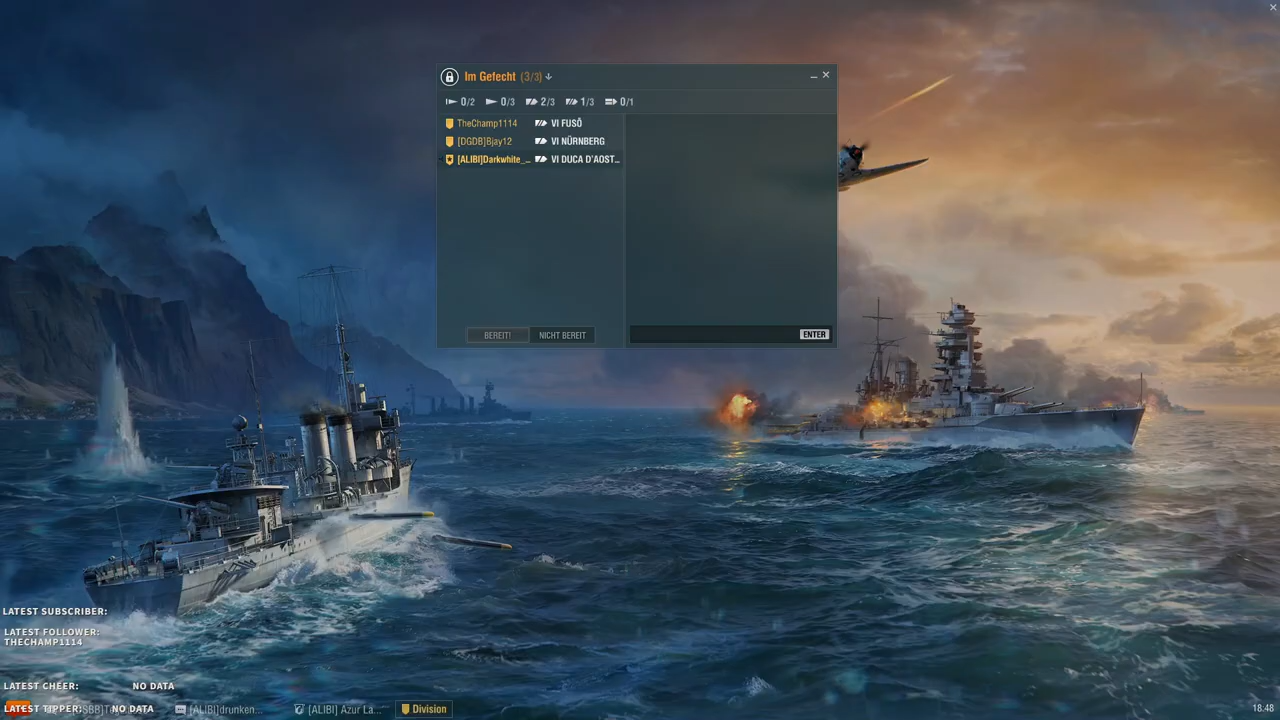 Im Gefecht (3/3)
0/2 0/3 2/3 1/3 0/1
TheChamp1114 VI FUSŌ
[DGDB]Bjay12 VI NÜRNBERG
[ALIBI]Darkwhite_... VI DUCA D'AOST...
BEREIT! NICHT BEREIT ENTER
LATEST SUBSCRIBER:
LATEST FOLLOWER:
THECHAMP1114
LATEST CHEER: NO DATA
LATEST TIPPER: NO DATA
[ALIBI]drunken... [ALIBI] Azur La... Division 18:48